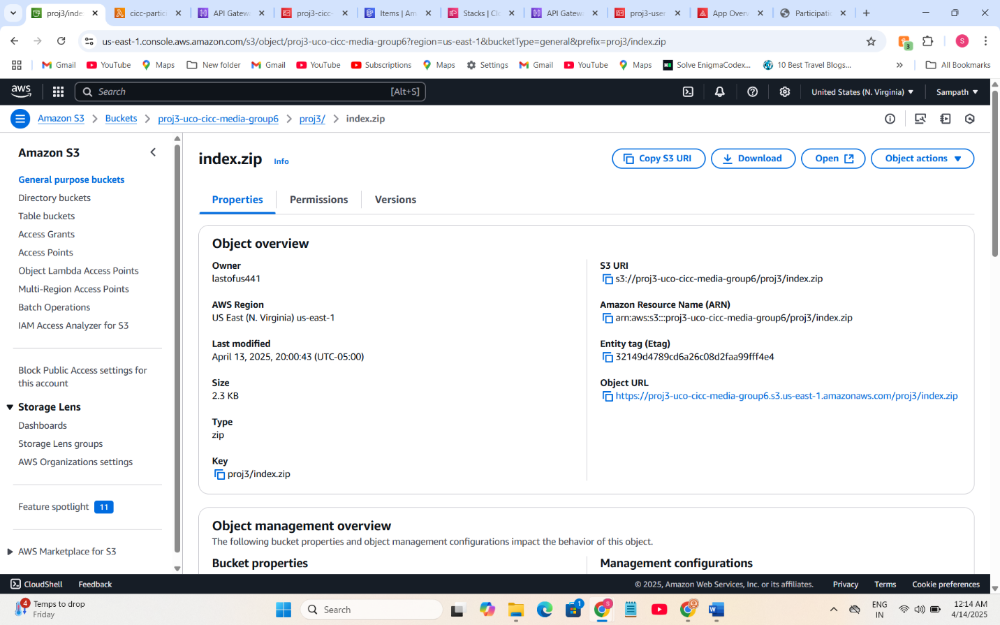 proj3/inde
cicc-partici
API Gatew
proj3-cicc-
Items | Am
Stacks | Clo
API Gatew
proj3-user
App Overv
Participatio
us-east-1.console.aws.amazon.com/s3/object/proj3-uco-cicc-media-group6?region=us-east-1&bucketType=general&prefix=proj3/index.zip
3
S
Gmail
YouTube
Maps
New folder
Gmail
YouTube
Subscriptions
Maps
Settings
Gmail
YouTube
Maps
Solve EnigmaCodex...
10 Best Travel Blogs...
All Bookmarks
aws
Search
[Alt+S]
United States (N. Virginia)
Sampath
Amazon S3
Buckets
proj3-uco-cicc-media-group6
proj3/
index.zip
Amazon S3
General purpose buckets
Directory buckets
Table buckets
Access Grants
Access Points
Object Lambda Access Points
Multi-Region Access Points
Batch Operations
IAM Access Analyzer for S3
Block Public Access settings for
this account
Storage Lens
Dashboards
Storage Lens groups
AWS Organizations settings
Feature spotlight 11
AWS Marketplace for S3
index.zip Info
Copy S3 URI
Download
Open
Object actions
Properties
Permissions
Versions
Object overview
Owner
lastofus441
AWS Region
US East (N. Virginia) us-east-1
Last modified
April 13, 2025, 20:00:43 (UTC-05:00)
Size
2.3 KB
Type
zip
Key
proj3/index.zip
S3 URI
s3://proj3-uco-cicc-media-group6/proj3/index.zip
Amazon Resource Name (ARN)
arn:aws:s3:::proj3-uco-cicc-media-group6/proj3/index.zip
Entity tag (Etag)
32149d4789cd6a26c08d2faa99fff4e4
Object URL
https://proj3-uco-cicc-media-group6.s3.us-east-1.amazonaws.com/proj3/index.zip
Object management overview
The following bucket properties and object management configurations impact the behavior of this object.
Bucket properties
Management configurations
CloudShell
Feedback
© 2025, Amazon Web Services, Inc. or its affiliates.
Privacy
Terms
Cookie preferences
4
Temps to drop
Friday
Search
1
S
ENG
IN
12:14 AM
4/14/2025